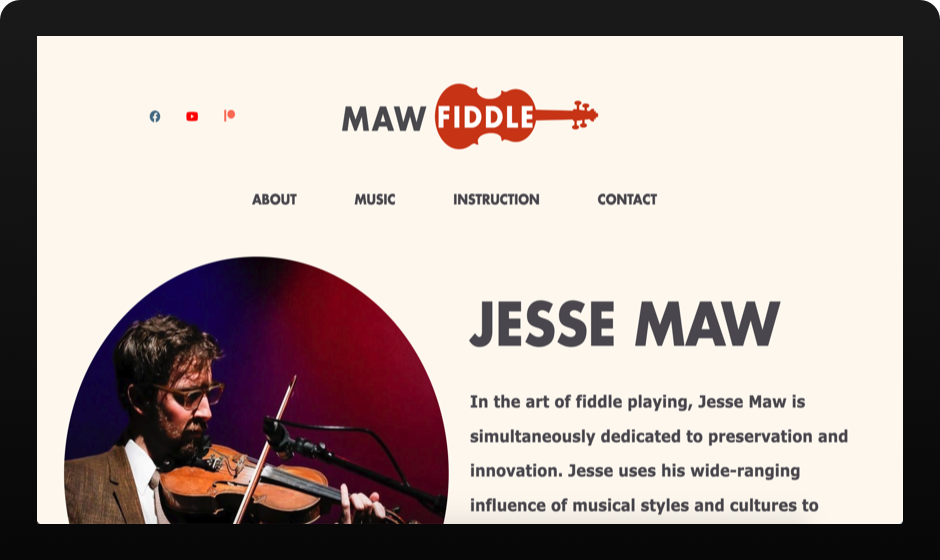 MAW FIDDLE
ABOUT MUSIC INSTRUCTION CONTACT
JESSE MAW
In the art of fiddle playing, Jesse Maw is
simultaneously dedicated to preservation and
innovation. Jesse uses his wide-ranging
influence of musical styles and cultures to